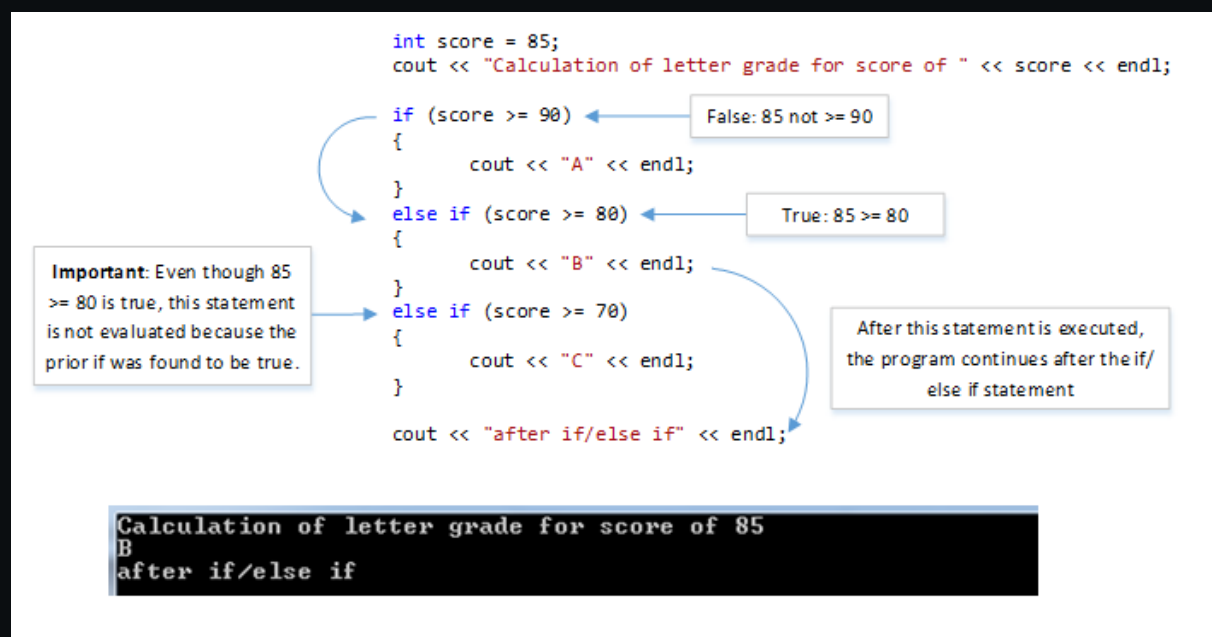 int score = 85;
cout << "Calculation of letter grade for score of " << score << endl;
if (score >= 90)
False: 85 not >= 90
{
cout << "A" << endl;
}
else if (score >= 80)
True: 85 >= 80
{
cout << "B" << endl;
}
Important: Even though 85
>= 80 is true, this statement
is not evaluated because the
prior if was found to be true.
else if (score >= 70)
{
cout << "C" << endl;
}
After this statement is executed,
the program continues after the if/
else if statement
cout << "after if/else if" << endl;
Calculation of letter grade for score of 85
B
after if/else if